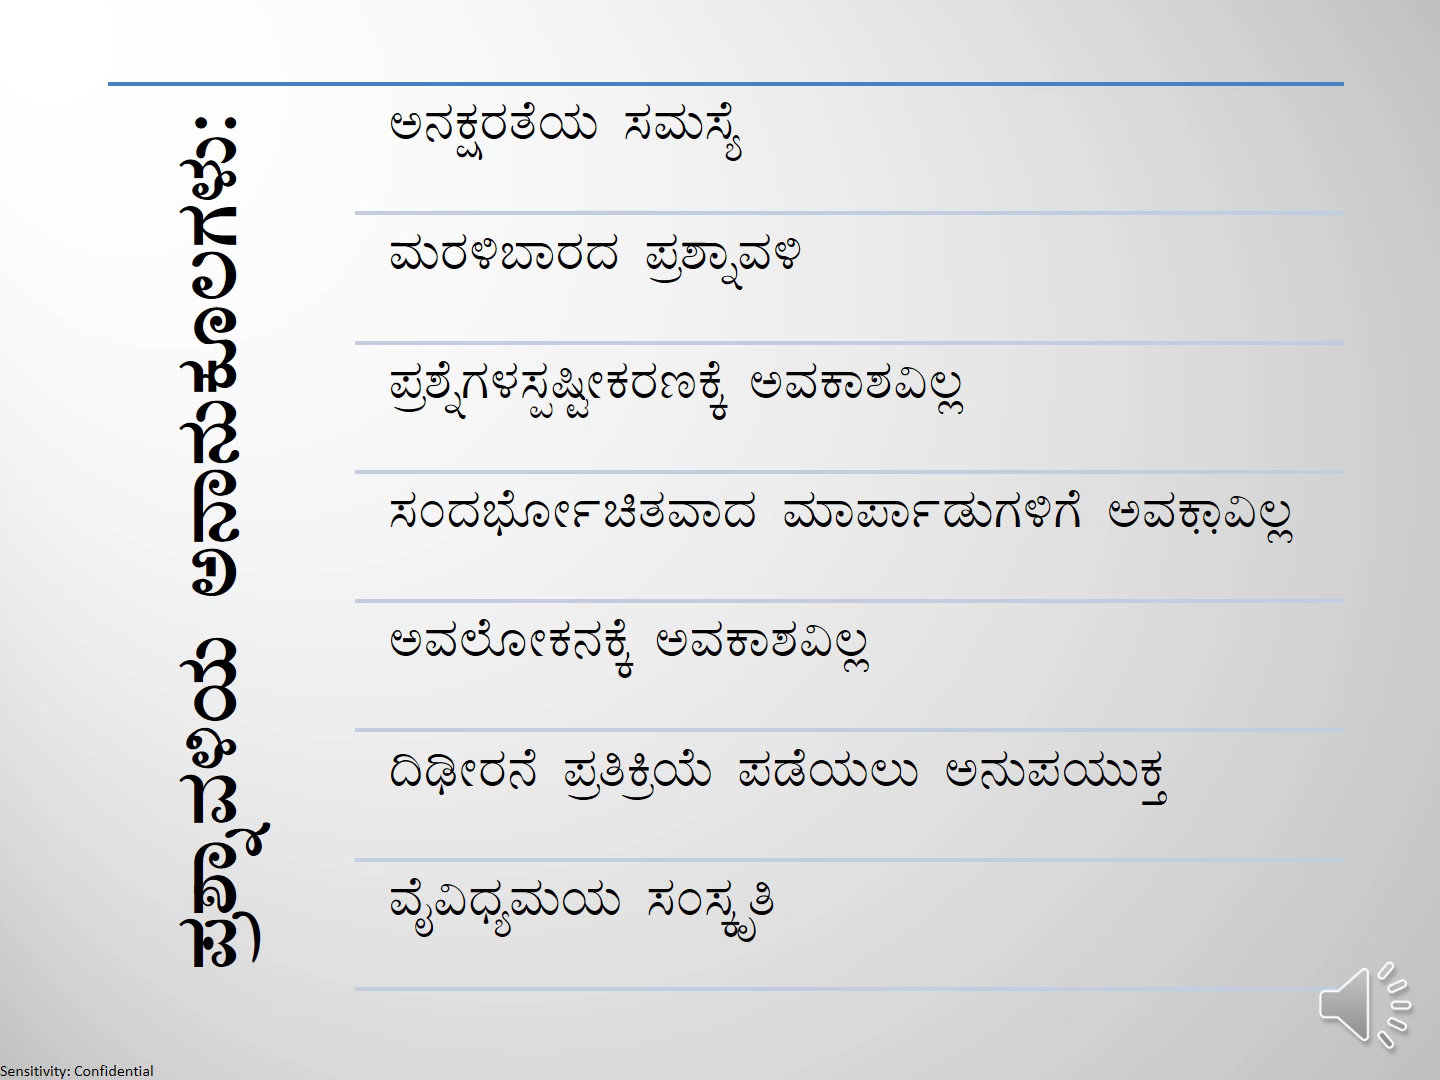 ಪ್ರಶ್ನಾವಳಿಯ ಅನಾನುಕೂಲಗಳು:
ಅನಕ್ಷರತೆಯ ಸಮಸ್ಯೆ
ಮರಳಿಬಾರದ ಪ್ರಶ್ನಾವಳಿ
ಪ್ರಶ್ನೆಗಳಸ್ಪಷ್ಟೀಕರಣಕ್ಕೆ ಅವಕಾಶವಿಲ್ಲ
ಸಂದರ್ಭೋಚಿತವಾದ ಮಾರ್ಪಾಡುಗಳಿಗೆ ಅವಕಾ಼ವಿಲ್ಲ
ಅವಲೋಕನಕ್ಕೆ ಅವಕಾಶವಿಲ್ಲ
ದಿಢೀರನೆ ಪ್ರತಿಕ್ರಿಯೆ ಪಡೆಯಲು ಅನುಪಯುಕ್ತ
ವೈವಿಧ್ಯಮಯ ಸಂಸ್ಕೃತಿ
Sensitivity: Confidential